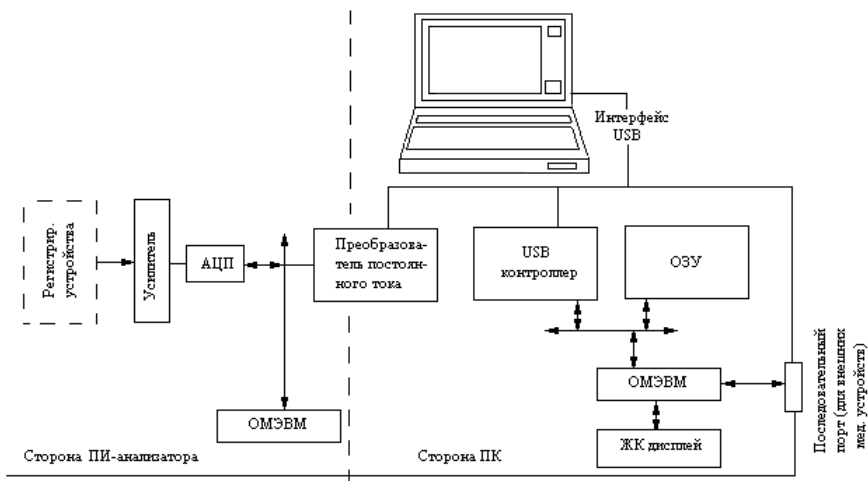 Интерфейс
USB
Регистрир.
устройства
Усилитель
АЦП
Преобразова-
тель постоян-
ного тока
USB
контроллер
ОЗУ
ОМЭВМ
ОМЭВМ
ЖК дисплей
Последовательный
порт (для внешних
мед. устройств)
Сторона ПИ-анализатора
Сторона ПК